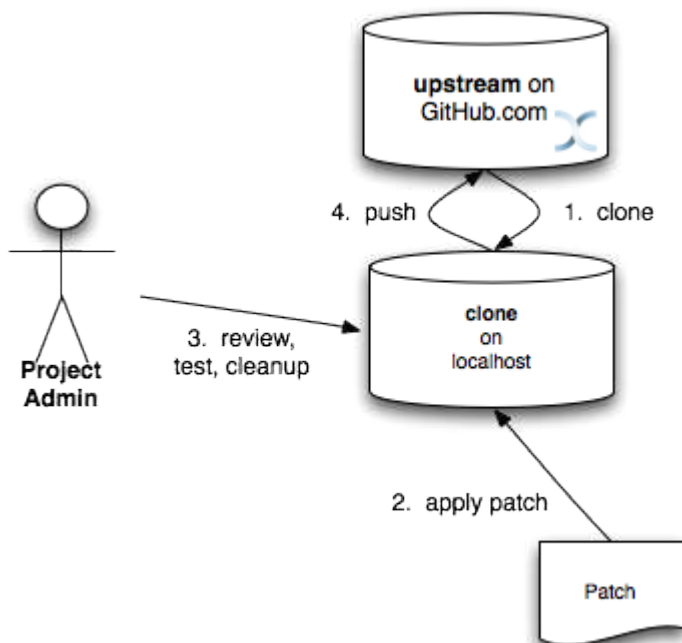 upstream on
GitHub.com
4. push
1. clone
clone
on
localhost
3. review,
test, cleanup
Project
Admin
2. apply patch
Patch